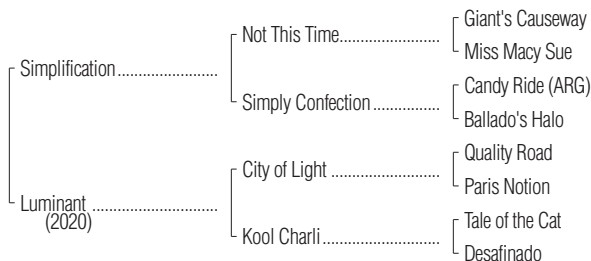 Giant's Causeway
Not This Time........................
Miss Macy Sue
Simplification........................
Candy Ride (ARG)
Simply Confection ................
Ballado's Halo
Quality Road
City of Light ..........................
Paris Notion
Luminant ..............................
(2020)
Tale of the Cat
Kool Charli............................
Desafinado